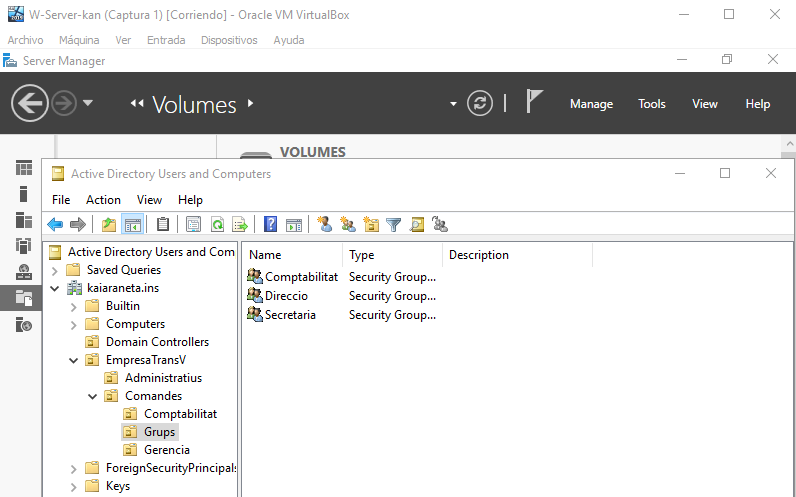 W-Server-kan (Captura 1) [Corriendo] - Oracle VM VirtualBox
Archivo Máquina Ver Entrada Dispositivos Ayuda
Server Manager
Volumes
Manage Tools View Help
VOLUMES
Active Directory Users and Computers
File Action View Help
Active Directory Users and Com
Saved Queries
kaiaraneta.ins
Builtin
Computers
Domain Controllers
EmpresaTransV
Administratius
Comandes
Comptabilitat
Grups
Gerencia
ForeignSecurityPrincipals
Keys
Name Type Description
Comptabilitat Security Group...
Direccio Security Group...
Secretaria Security Group...